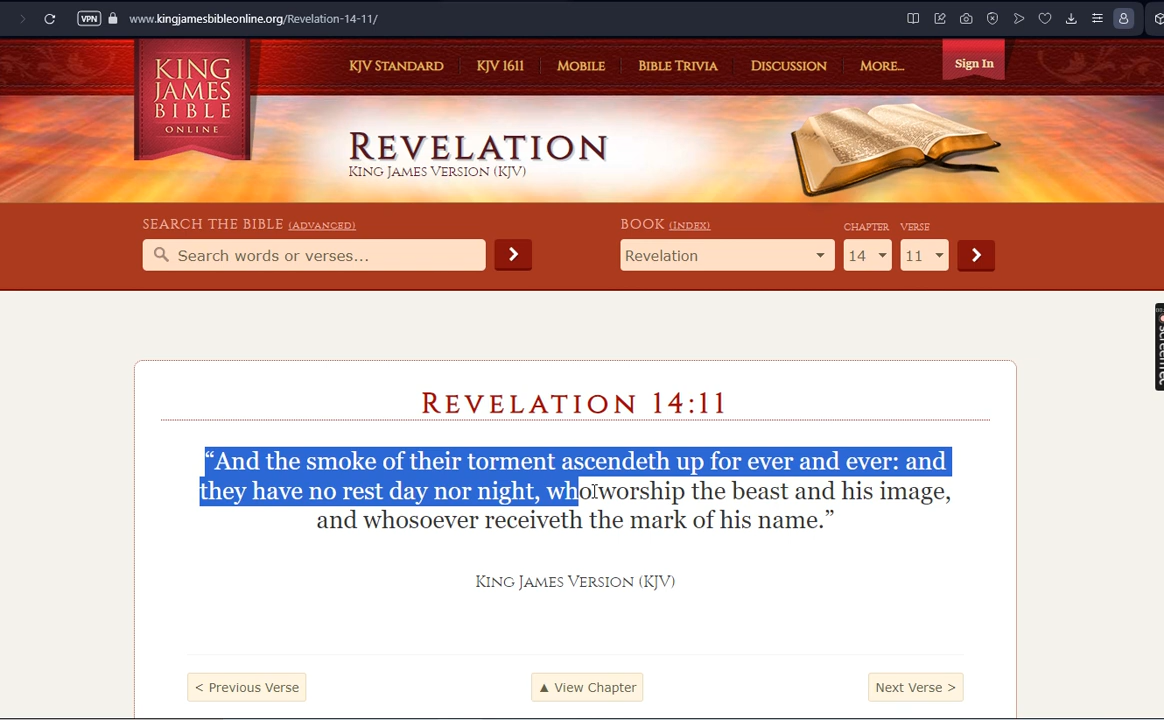 VPN www.kingjamesbibleonline.org/Revelation-14-11/
KING
JAMES
BIBLE
ONLINE
KJV STANDARD KJV 1611 MOBILE BIBLE TRIVIA DISCUSSION MORE... Sign In
REVELATION
KING JAMES VERSION (KJV)
SEARCH THE BIBLE (ADVANCED) BOOK (INDEX) CHAPTER VERSE
Search words or verses... Revelation 14 11
REVELATION 14:11
“And the smoke of their torment ascendeth up for ever and ever: and
they have no rest day nor night, who worship the beast and his image,
and whosoever receiveth the mark of his name.”
KING JAMES VERSION (KJV)
< Previous Verse ▲ View Chapter Next Verse >